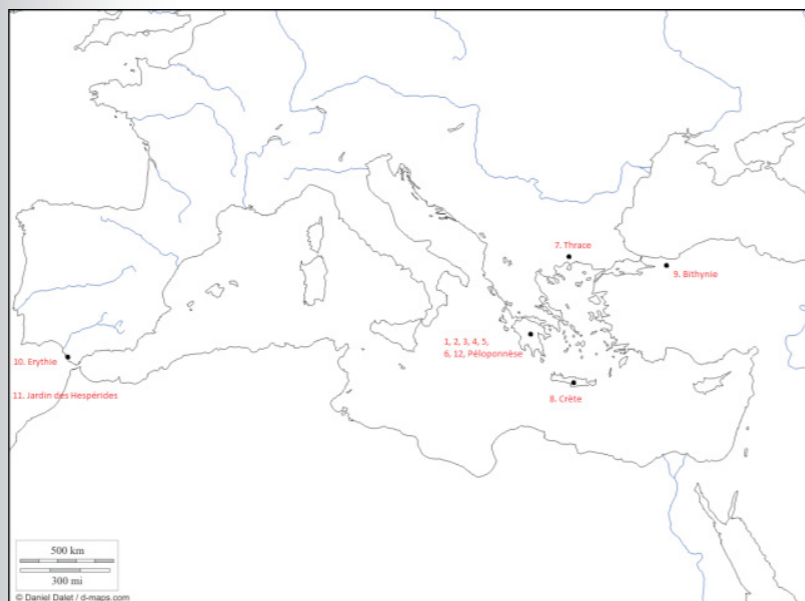 7. Thrace
9. Bithynie
1, 2, 3, 4, 5,
6, 12, Péloponnèse
10. Erythie
8. Crète
11. Jardin des Hespérides
500 km
300 mi
© Daniel Dalet / d-maps.com